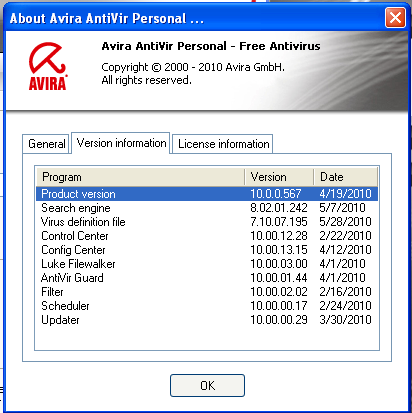 About Avira AntiVir Personal ...
Avira AntiVir Personal - Free Antivirus
Copyright © 2000 - 2010 Avira GmbH.
All rights reserved.
AVIRA
General Version information License information
Program Version Date
Product version 10.0.0.567 4/19/2010
Search engine 8.02.01.242 5/7/2010
Virus definition file 7.10.07.195 5/28/2010
Control Center 10.00.12.28 2/22/2010
Config Center 10.00.13.15 4/12/2010
Luke Filewalker 10.00.03.00 4/1/2010
AntiVir Guard 10.00.01.44 4/1/2010
Filter 10.00.02.02 2/16/2010
Scheduler 10.00.00.17 2/24/2010
Updater 10.00.00.29 3/30/2010
OK